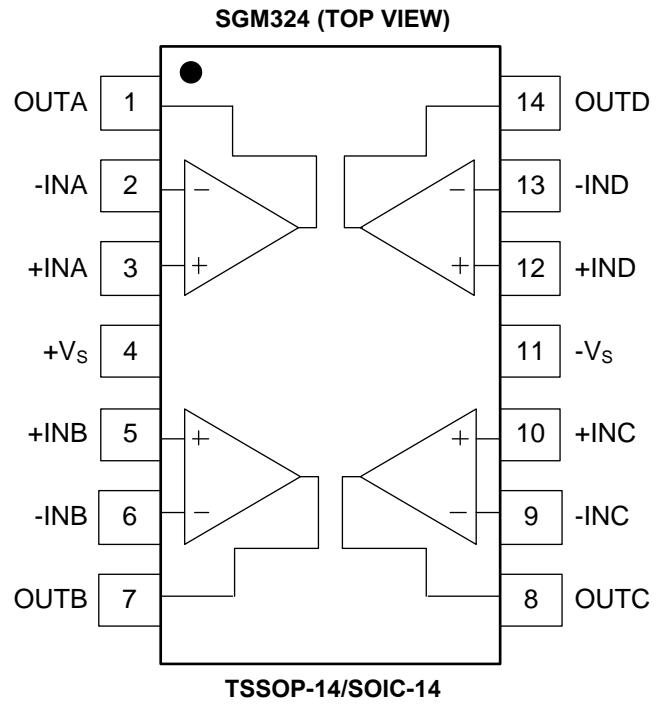 SGM324 (TOP VIEW)
OUTA 1 14 OUTD
-INA 2 − − 13 -IND
+INA 3 + + 12 +IND
+VS 4 11 -VS
+INB 5 + + 10 +INC
-INB 6 − − 9 -INC
OUTB 7 8 OUTC
TSSOP-14/SOIC-14